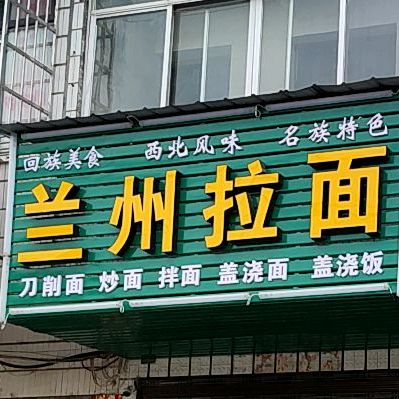 回族美食 西北风味 名族特色
兰州拉面
刀削面 炒面 拌面 盖浇面 盖浇饭